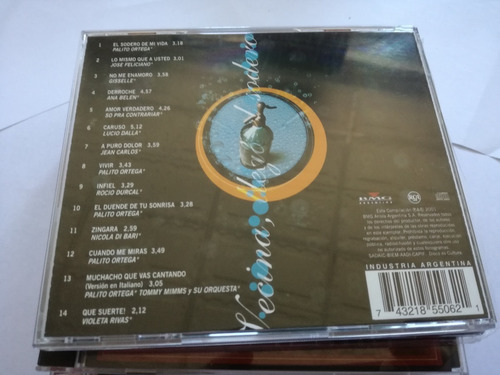 1 EL SODERO DE MI VIDA 3,18
PALITO ORTEGA
2 LO MISMO QUE A USTED 3,01
JOSE FELICIANO
3 NO ME ENAMORO 3,58
GISSELLE
4 DERROCHE 4,57
ANA BELEN
5 AMOR VERDADERO 4,26
SO PRA CONTRARIAR
6 CARUSO 5,12
LUCIO DALLA
7 A PURO DOLOR 3,59
JEAN CARLOS
8 VIVIR 3,43
PALITO ORTEGA
9 INFIEL 3,29
ROCIO DURCAL
10 EL DUENDE DE TU SONRISA 3,28
PALITO ORTEGA
11 ZINGARA 2,59
NICOLA DI BARI
12 CUANDO ME MIRAS 3,49
PALITO ORTEGA
13 MUCHACHO QUE VAS CANTANDO
(Versión en Italiano) 3,05
PALITO ORTEGA TOMMY MIMMS y SU ORQUESTA
14 QUE SUERTE! 2,12
VIOLETA RIVAS
Vecina,
sodero
BMG
RCA
INDUSTRIA ARGENTINA
7 43218 55062 1